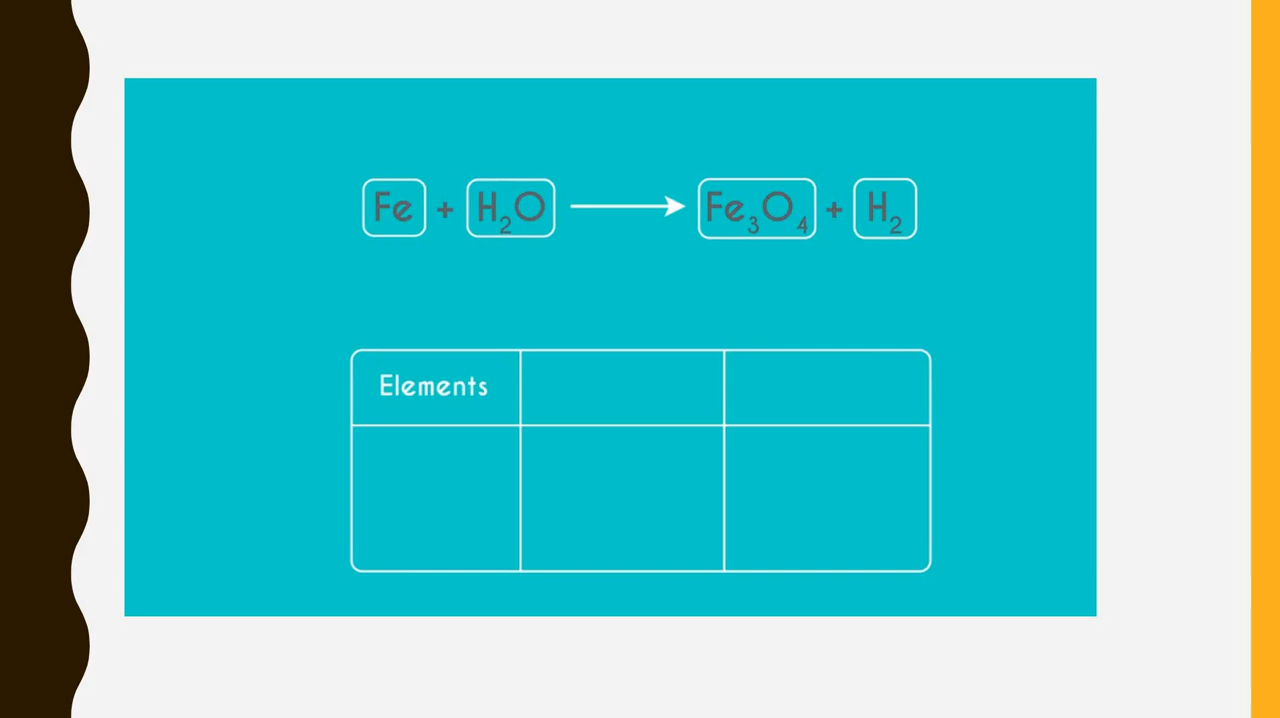 Fe + H₂O ⟶ Fe₃O₄ + H₂
Elements